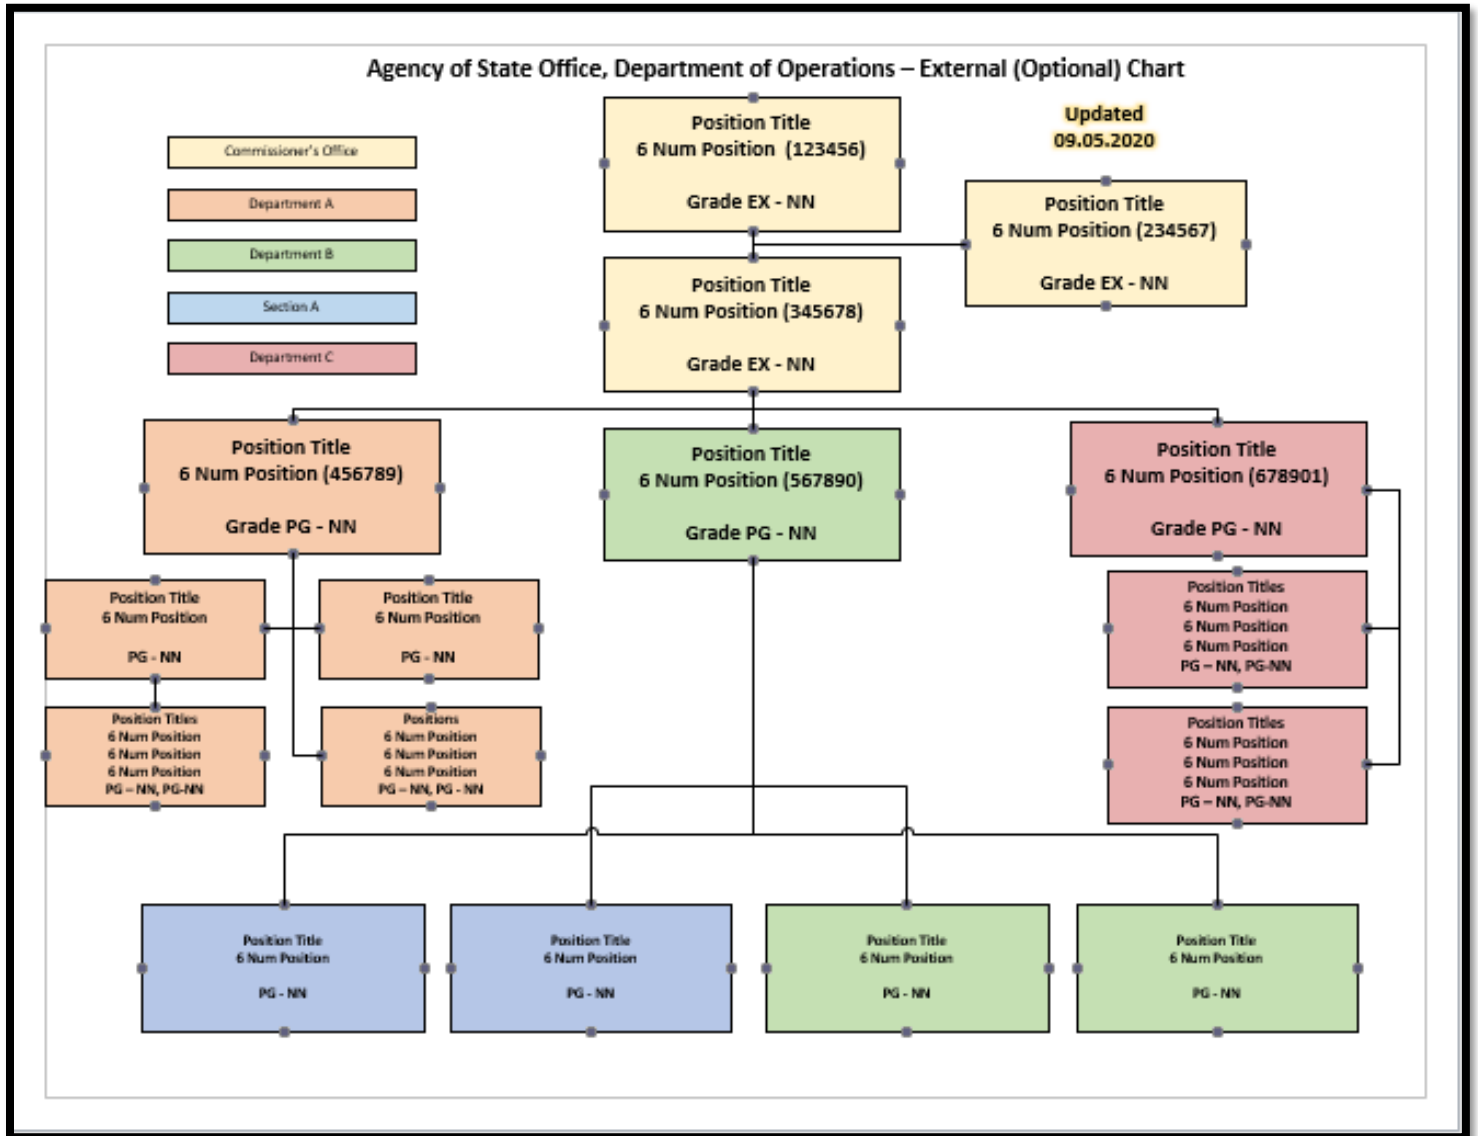 Agency of State Office, Department of Operations – External (Optional) Chart
Updated
09.05.2020
Commissioner's Office
Department A
Department B
Section A
Department C
Position Title
6 Num Position (123456)
Grade EX - NN
Position Title
6 Num Position (234567)
Grade EX - NN
Position Title
6 Num Position (345678)
Grade EX - NN
Position Title
6 Num Position (456789)
Grade PG - NN
Position Title
6 Num Position (567890)
Grade PG - NN
Position Title
6 Num Position (678901)
Grade PG - NN
Position Title
6 Num Position
PG - NN
Position Title
6 Num Position
PG - NN
Position Titles
6 Num Position
6 Num Position
6 Num Position
PG – NN, PG-NN
Position Titles
6 Num Position
6 Num Position
6 Num Position
PG – NN, PG-NN
Positions
6 Num Position
6 Num Position
6 Num Position
PG – NN, PG - NN
Position Titles
6 Num Position
6 Num Position
6 Num Position
PG – NN, PG-NN
Position Title
6 Num Position
PG - NN
Position Title
6 Num Position
PG - NN
Position Title
6 Num Position
PG - NN
Position Title
6 Num Position
PG - NN